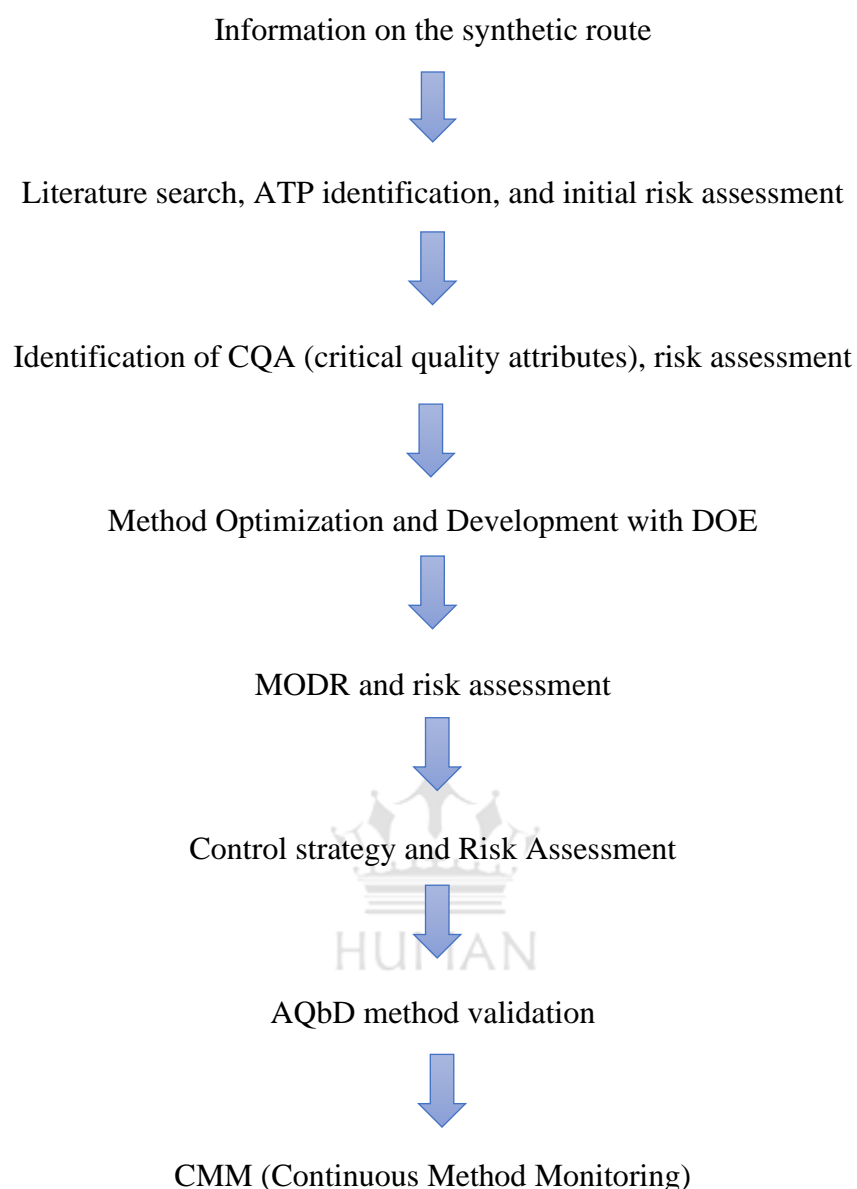 Information on the synthetic route
Literature search, ATP identification, and initial risk assessment
Identification of CQA (critical quality attributes), risk assessment
Method Optimization and Development with DOE
MODR and risk assessment
Control strategy and Risk Assessment
HUMAN
AQbD method validation
CMM (Continuous Method Monitoring)